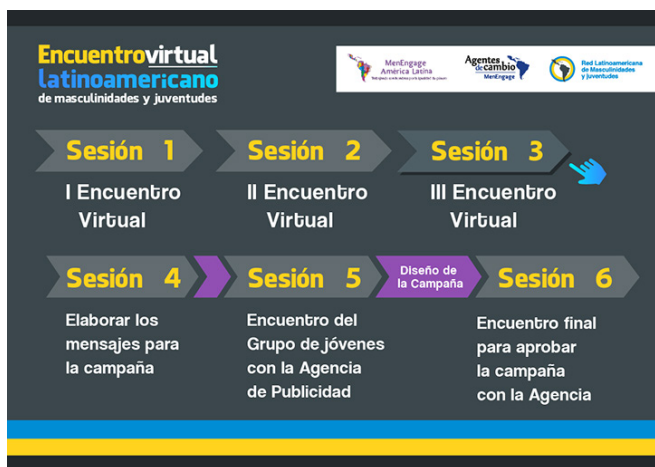 Encuentrovirtual
Latinoamericano
de masculinidades y juventudes
MenEngage
América Latina
Agentes
decambio
MenEngage
Red Latinoamericana
de Masculinidades
y Juventudes
Sesión 1
Sesión 2
Sesión 3
I Encuentro
Virtual
II Encuentro
Virtual
III Encuentro
Virtual
Sesión 4
Sesión 5
Diseño de
la Campaña
Sesión 6
Elaborar los
mensajes para
la campaña
Encuentro del
Grupo de jóvenes
con la Agencia
de Publicidad
Encuentro final
para aprobar
la campaña
con la Agencia